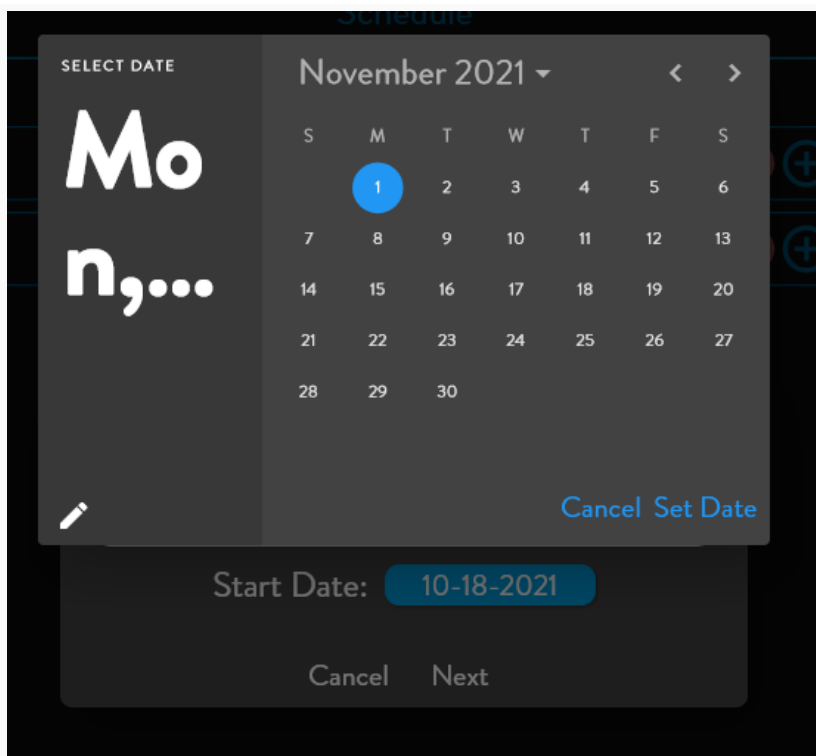 Schedule
SELECT DATE
Mo
n,...
November 2021
S M T W T F S
1 2 3 4 5 6
7 8 9 10 11 12 13
14 15 16 17 18 19 20
21 22 23 24 25 26 27
28 29 30
Cancel Set Date
Start Date: 10-18-2021
Cancel Next